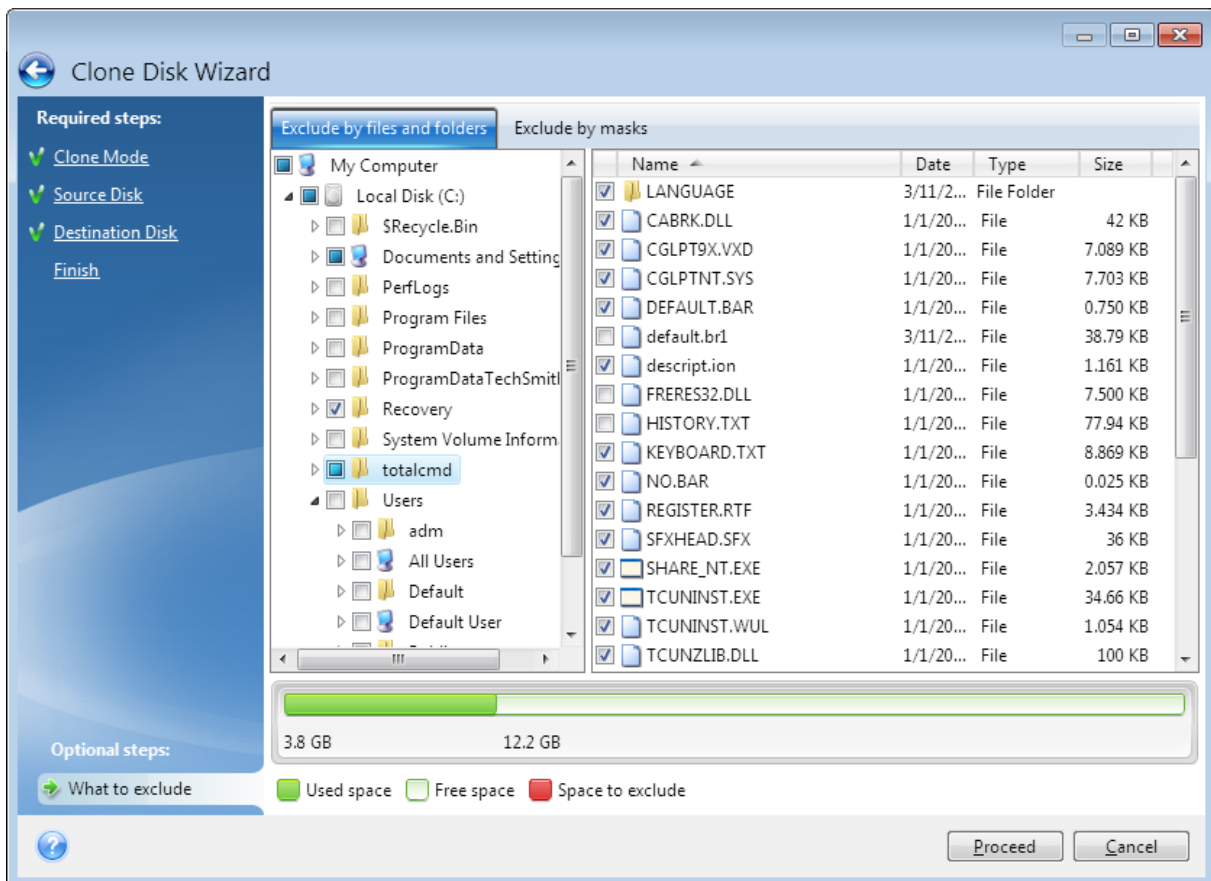 Clone Disk Wizard
Required steps:
Clone Mode
Source Disk
Destination Disk
Finish
Optional steps:
What to exclude
Exclude by files and folders Exclude by masks
My Computer
Local Disk (C:)
$Recycle.Bin
Documents and Setting
PerfLogs
Program Files
ProgramData
ProgramDataTechSmitl
Recovery
System Volume Inform
totalcmd
Users
adm
All Users
Default
Default User
Name Date Type Size
LANGUAGE 3/11/2... File Folder
CABRK.DLL 1/1/20... File 42 KB
CGLPT9X.VXD 1/1/20... File 7.089 KB
CGLPTNT.SYS 1/1/20... File 7.703 KB
DEFAULT.BAR 1/1/20... File 0.750 KB
default.br1 3/11/2... File 38.79 KB
descript.ion 1/1/20... File 1.161 KB
FRERES32.DLL 1/1/20... File 7.500 KB
HISTORY.TXT 1/1/20... File 77.94 KB
KEYBOARD.TXT 1/1/20... File 8.869 KB
NO.BAR 1/1/20... File 0.025 KB
REGISTER.RTF 1/1/20... File 3.434 KB
SFXHEAD.SFX 1/1/20... File 36 KB
SHARE_NT.EXE 1/1/20... File 2.057 KB
TCUNINST.EXE 1/1/20... File 34.66 KB
TCUNINST.WUL 1/1/20... File 1.054 KB
TCUNZLIB.DLL 1/1/20... File 100 KB
3.8 GB 12.2 GB
Used space Free space Space to exclude
Proceed Cancel